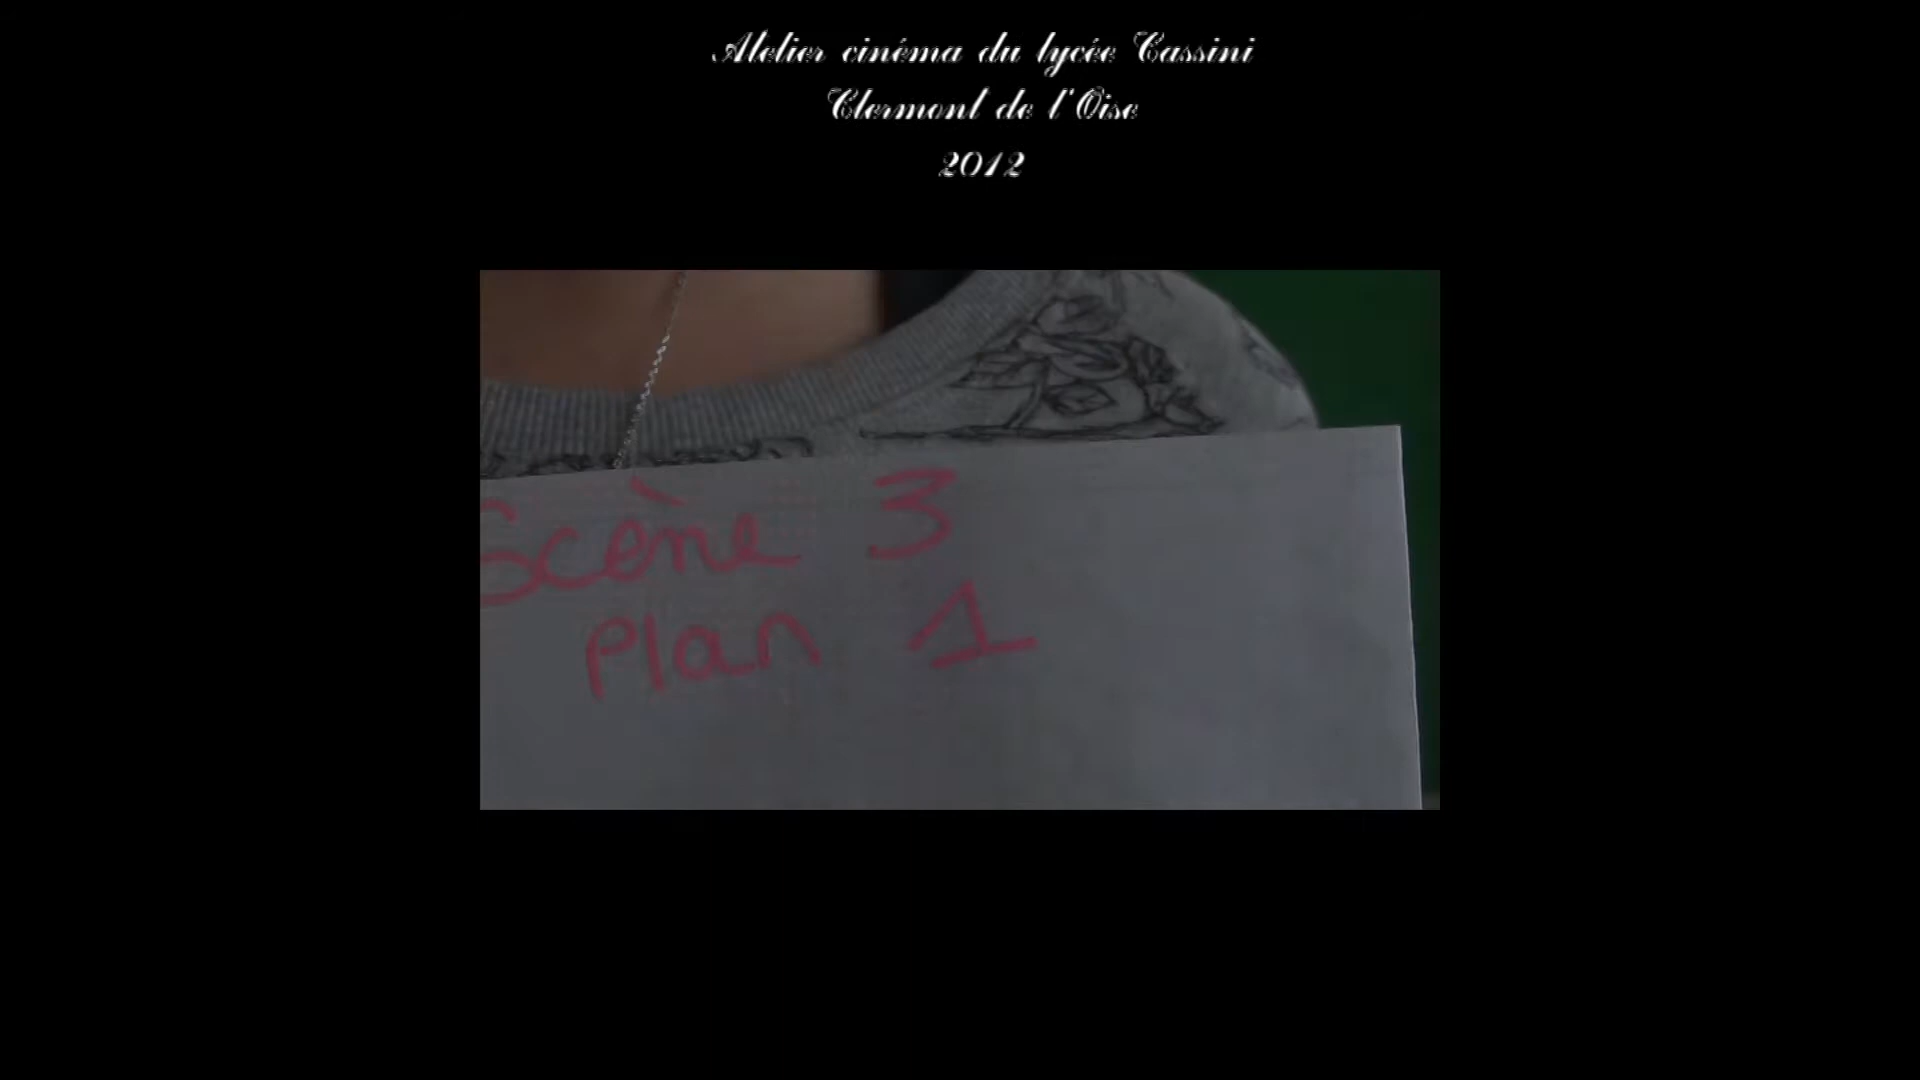 Atelier cinéma du lycée Cassini
Clermont de l'Oise
2012
Scène 3
Plan 1